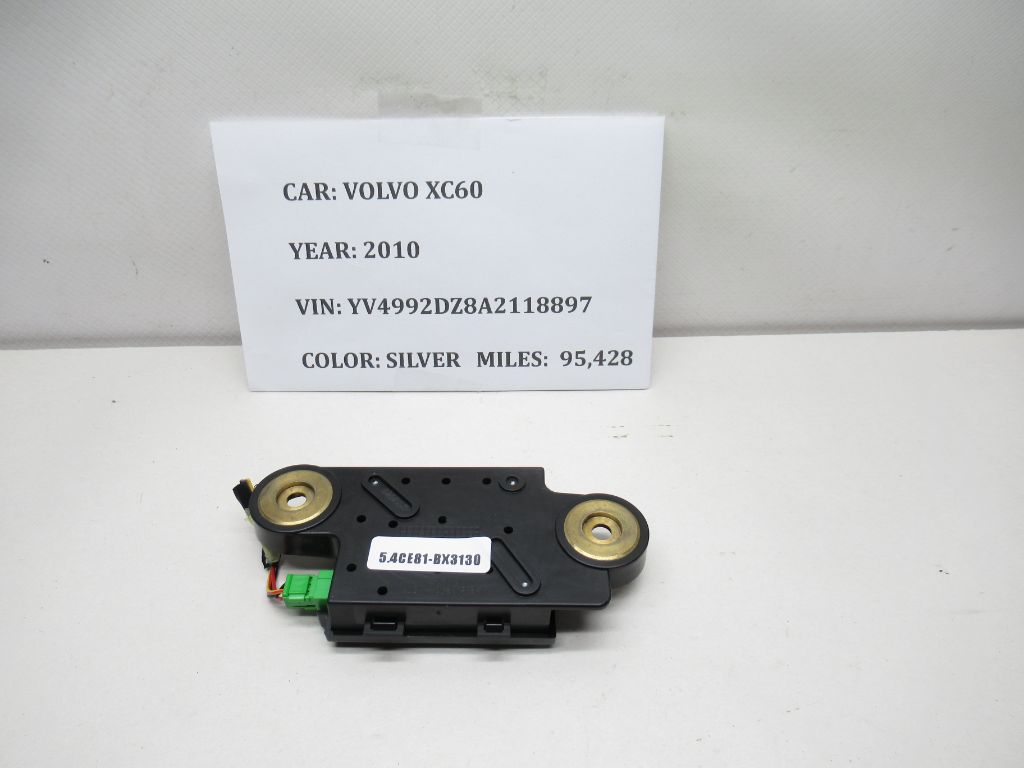 CAR: VOLVO XC60
YEAR: 2010
VIN: YV4992DZ8A2118897
COLOR: SILVER MILES: 95,428
5.4CE81-BX3130